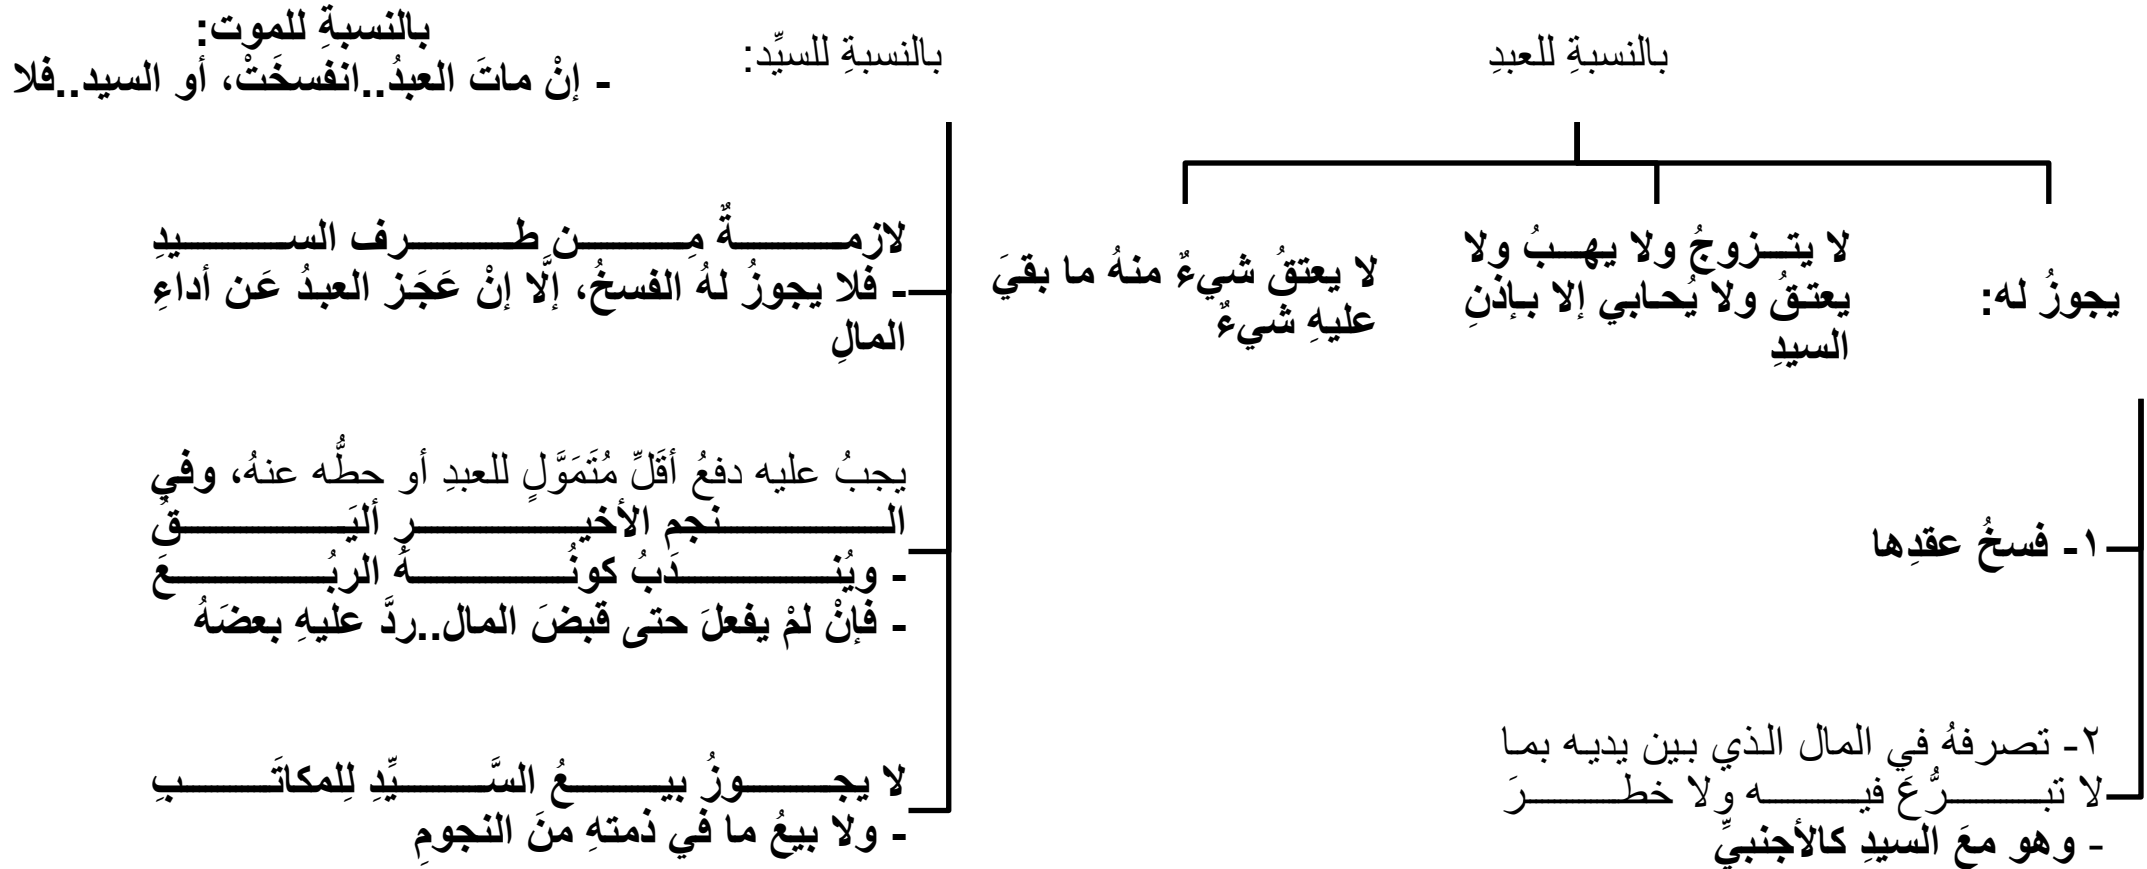 بالنسبةِ للعبدِ
يجوزُ له:
١- فسخُ عقدِها
٢- تصرفهُ في المال الذي بين يديه بما
لا تبرُّعَ فيه ولا خطرَ
- وهو معَ السيدِ كالأجنبيِّ
لا يتزوجُ ولا يهبُ ولا
يعتقُ ولا يُحابي إلا بإذنِ
السيدِ
لا يعتقُ شيءٌ منهُ ما بقيَ
عليهِ شيءٌ
بالنسبةِ للسيِّد:
لازمةٌ مِن طرف السيدِ
- فلا يجوزُ لهُ الفسخُ، إلَّا إنْ عَجَز العبدُ عَن أداءِ
المالِ
يجبُ عليه دفعُ أقَلِّ مُتَمَوَّلٍ للعبدِ أو حطُّه عنهُ، وفي
النجم الأخير أليَقُ
- ويُندَبُ كونُهُ الربُعَ
- فإنْ لمْ يفعلَ حتى قبضَ المال..ردَّ عليهِ بعضَهُ
لا يجوزُ بيعُ السَّيِّدِ لِلمكاتَبِ
- ولا بيعُ ما في ذمتهِ منَ النجومِ
بالنسبةِ للموت:
- إنْ ماتَ العبدُ..انفسخَتْ، أو السيد..فلا